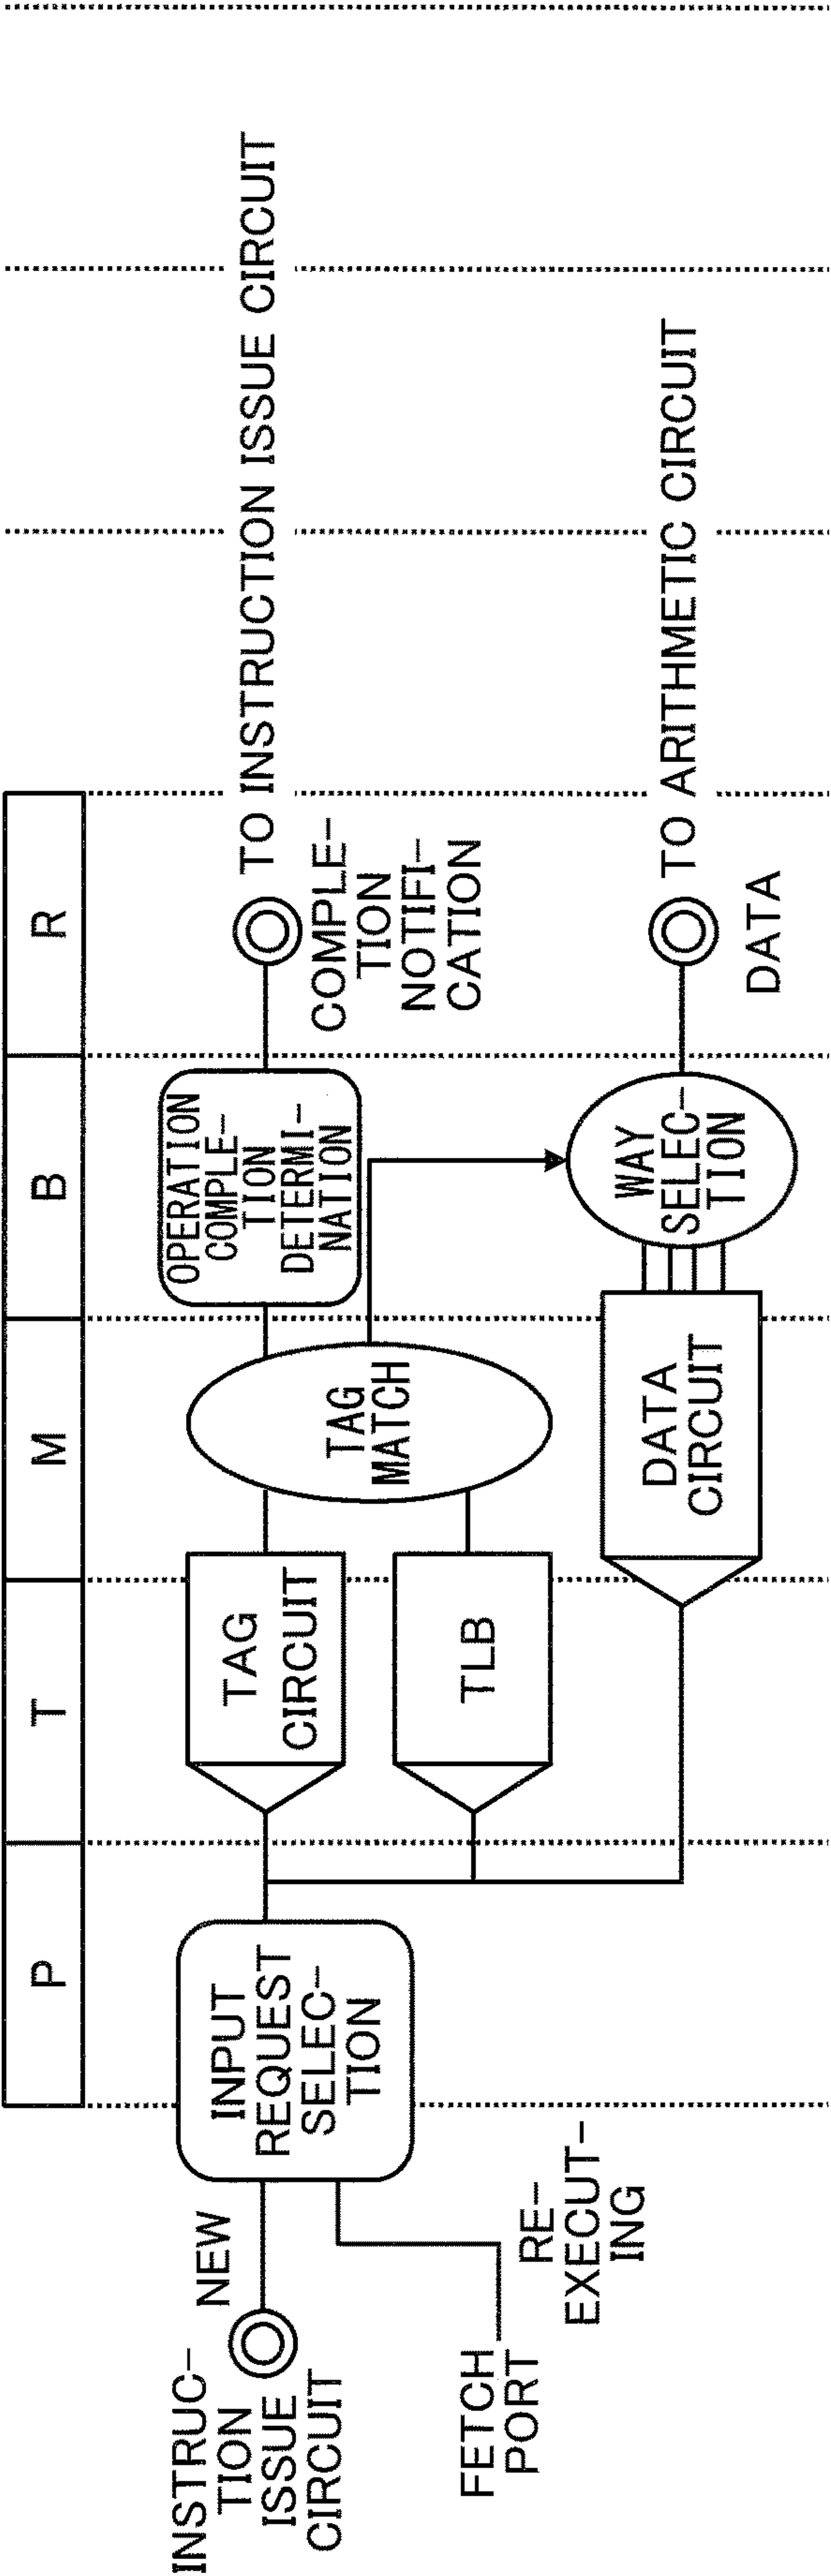 P
T
M
B
R
INSTRUC-
TION
ISSUE
CIRCUIT
NEW
FETCH
PORT
RE-
EXECUT-
ING
INPUT
REQUEST
SELEC-
TION
TAG
CIRCUIT
TLB
TAG
MATCH
DATA
CIRCUIT
OPERATION
COMPLE-
TION
DETERMI-
NATION
WAY
SELEC-
TION
COMPLE-
TION
NOTIFI-
CATION
TO INSTRUCTION ISSUE CIRCUIT
DATA
TO ARITHMETIC CIRCUIT